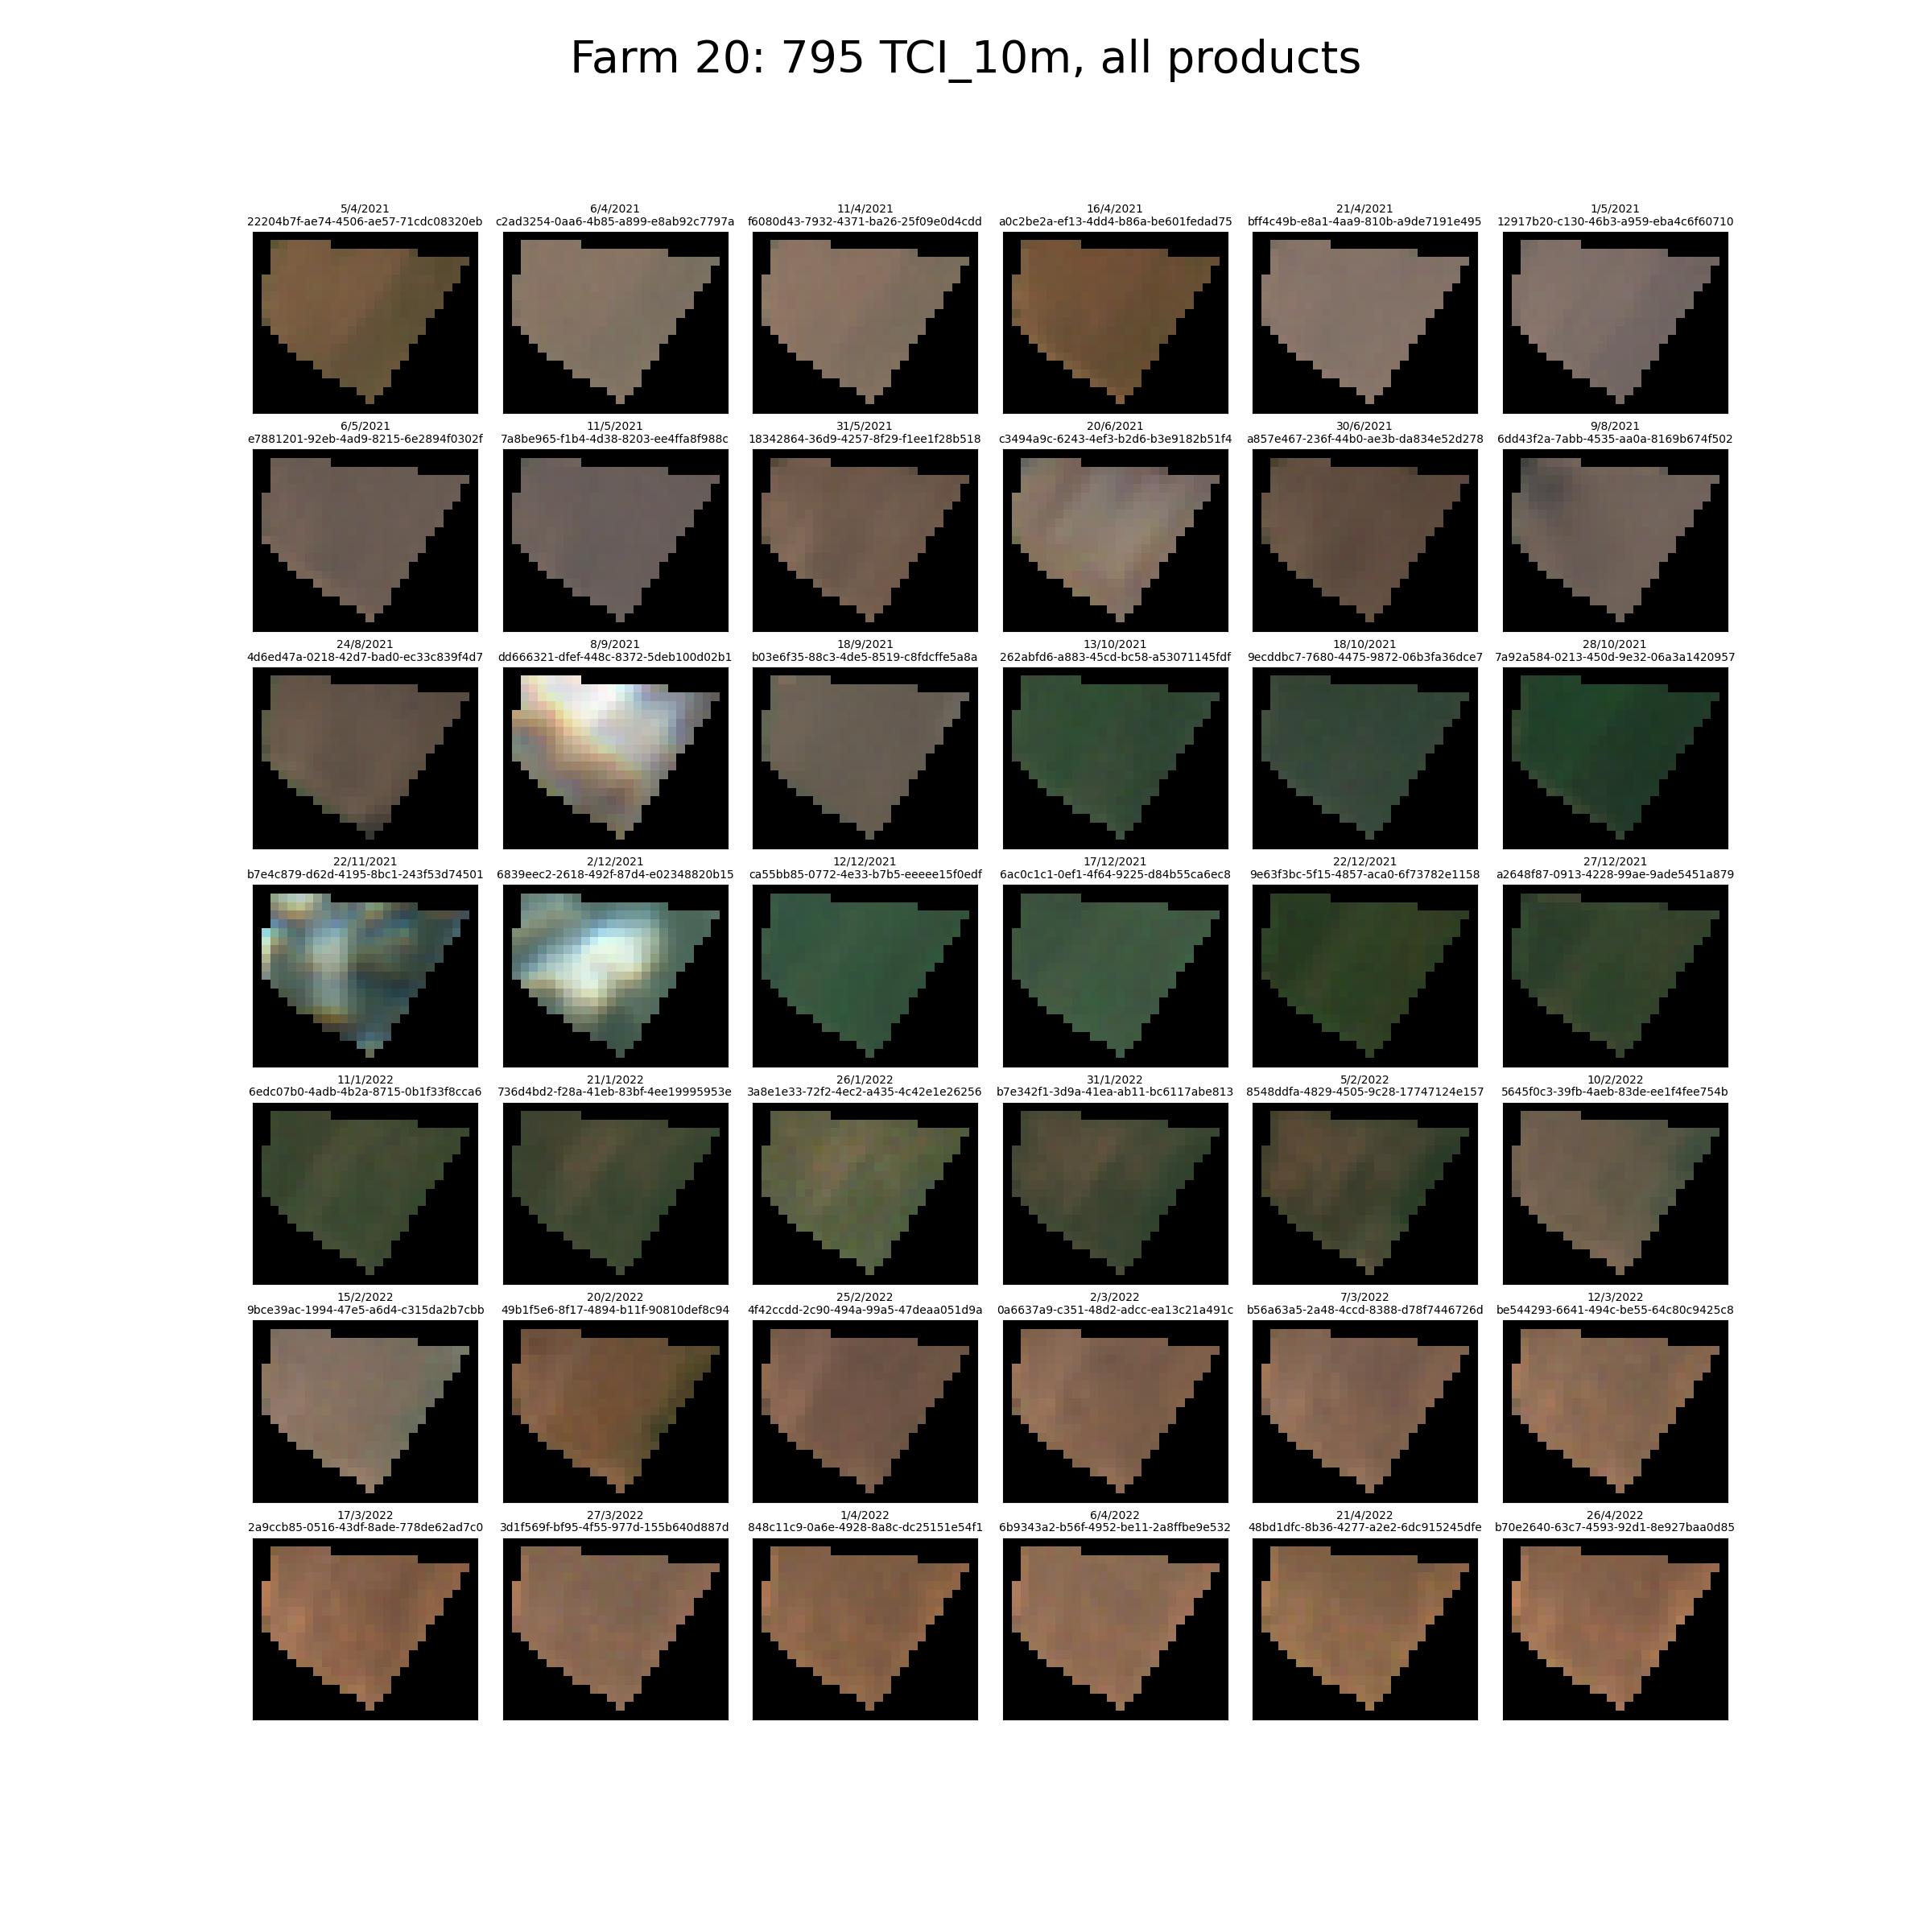 Farm 20: 795 TCI_10m, all products
5/4/2021 6/4/2021 11/4/2021 16/4/2021 21/4/2021 1/5/2021
22204b7f-ae74-4506-ae57-71cdc08320eb c2ad3254-0aa6-4b85-a899-e8ab92c7797a f6080d43-7932-4371-ba26-25f09e0d4cdd a0c2be2a-ef13-4dd4-b86a-be601fedad75 bff4c49b-e8a1-4aa9-810b-a9de7191e495 12917b20-c130-46b3-a959-eba4c6f60710
6/5/2021 11/5/2021 31/5/2021 20/6/2021 30/6/2021 9/8/2021
e7881201-92eb-4ad9-8215-6e2894f0302f 7a8be965-f1b4-4d38-8203-ee4ffa8f988c 18342864-36d9-4257-8f29-f1ee1f28b518 c3494a9c-6243-4ef3-b2d6-b3e9182b51f4 a857e467-236f-44b0-ae3b-da834e52d278 6dd43f2a-7abb-4535-aa0a-8169b674f502
24/8/2021 8/9/2021 18/9/2021 13/10/2021 18/10/2021 28/10/2021
4d6ed47a-0218-42d7-bad0-ec33c839f4d7 dd666321-dfef-448c-8372-5deb100d02b1 b03e6f35-88c3-4de5-8519-c8fdcffe5a8a 262abfd6-a883-45cd-bc58-a53071145fdf 9ecddbc7-7680-4475-9872-06b3fa36dce7 7a92a584-0213-450d-9e32-06a3a1420957
22/11/2021 2/12/2021 12/12/2021 17/12/2021 22/12/2021 27/12/2021
b7e4c879-d62d-4195-8bc1-243f53d74501 6839eec2-2618-492f-87d4-e02348820b15 ca55bb85-0772-4e33-b7b5-eeeee15f0edf 6ac0c1c1-0ef1-4f64-9225-d84b55ca6ec8 9e63f3bc-5f15-4857-aca0-6f73782e1158 a2648f87-0913-4228-99ae-9ade5451a879
11/1/2022 21/1/2022 26/1/2022 31/1/2022 5/2/2022 10/2/2022
6edc07b0-4adb-4b2a-8715-0b1f33f8cca6 736d4bd2-f28a-41eb-83bf-4ee19995953e 3a8e1e33-72f2-4ec2-a435-4c42e1e26256 b7e342f1-3d9a-41ea-ab11-bc6117abe813 8548ddfa-4829-4505-9c28-17747124e157 5645f0c3-39fb-4aeb-83de-ee1f4fee754b
15/2/2022 20/2/2022 25/2/2022 2/3/2022 7/3/2022 12/3/2022
9bce39ac-1994-47e5-a6d4-c315da2b7cbb 49b1f5e6-8f17-4894-b11f-90810def8c94 4f42ccdd-2c90-494a-99a5-47deaa051d9a 0a6637a9-c351-48d2-adcc-ea13c21a491c b56a63a5-2a48-4ccd-8388-d78f7446726d be544293-6641-494c-be55-64c80c9425c8
17/3/2022 27/3/2022 1/4/2022 6/4/2022 21/4/2022 26/4/2022
2a9ccb85-0516-43df-8ade-778de62ad7c0 3d1f569f-bf95-4f55-977d-155b640d887d 848c11c9-0a6e-4928-8a8c-dc25151e54f1 6b9343a2-b56f-4952-be11-2a8ffbe9e532 48bd1dfc-8b36-4277-a2e2-6dc915245dfe b70e2640-63c7-4593-92d1-8e927baa0d85